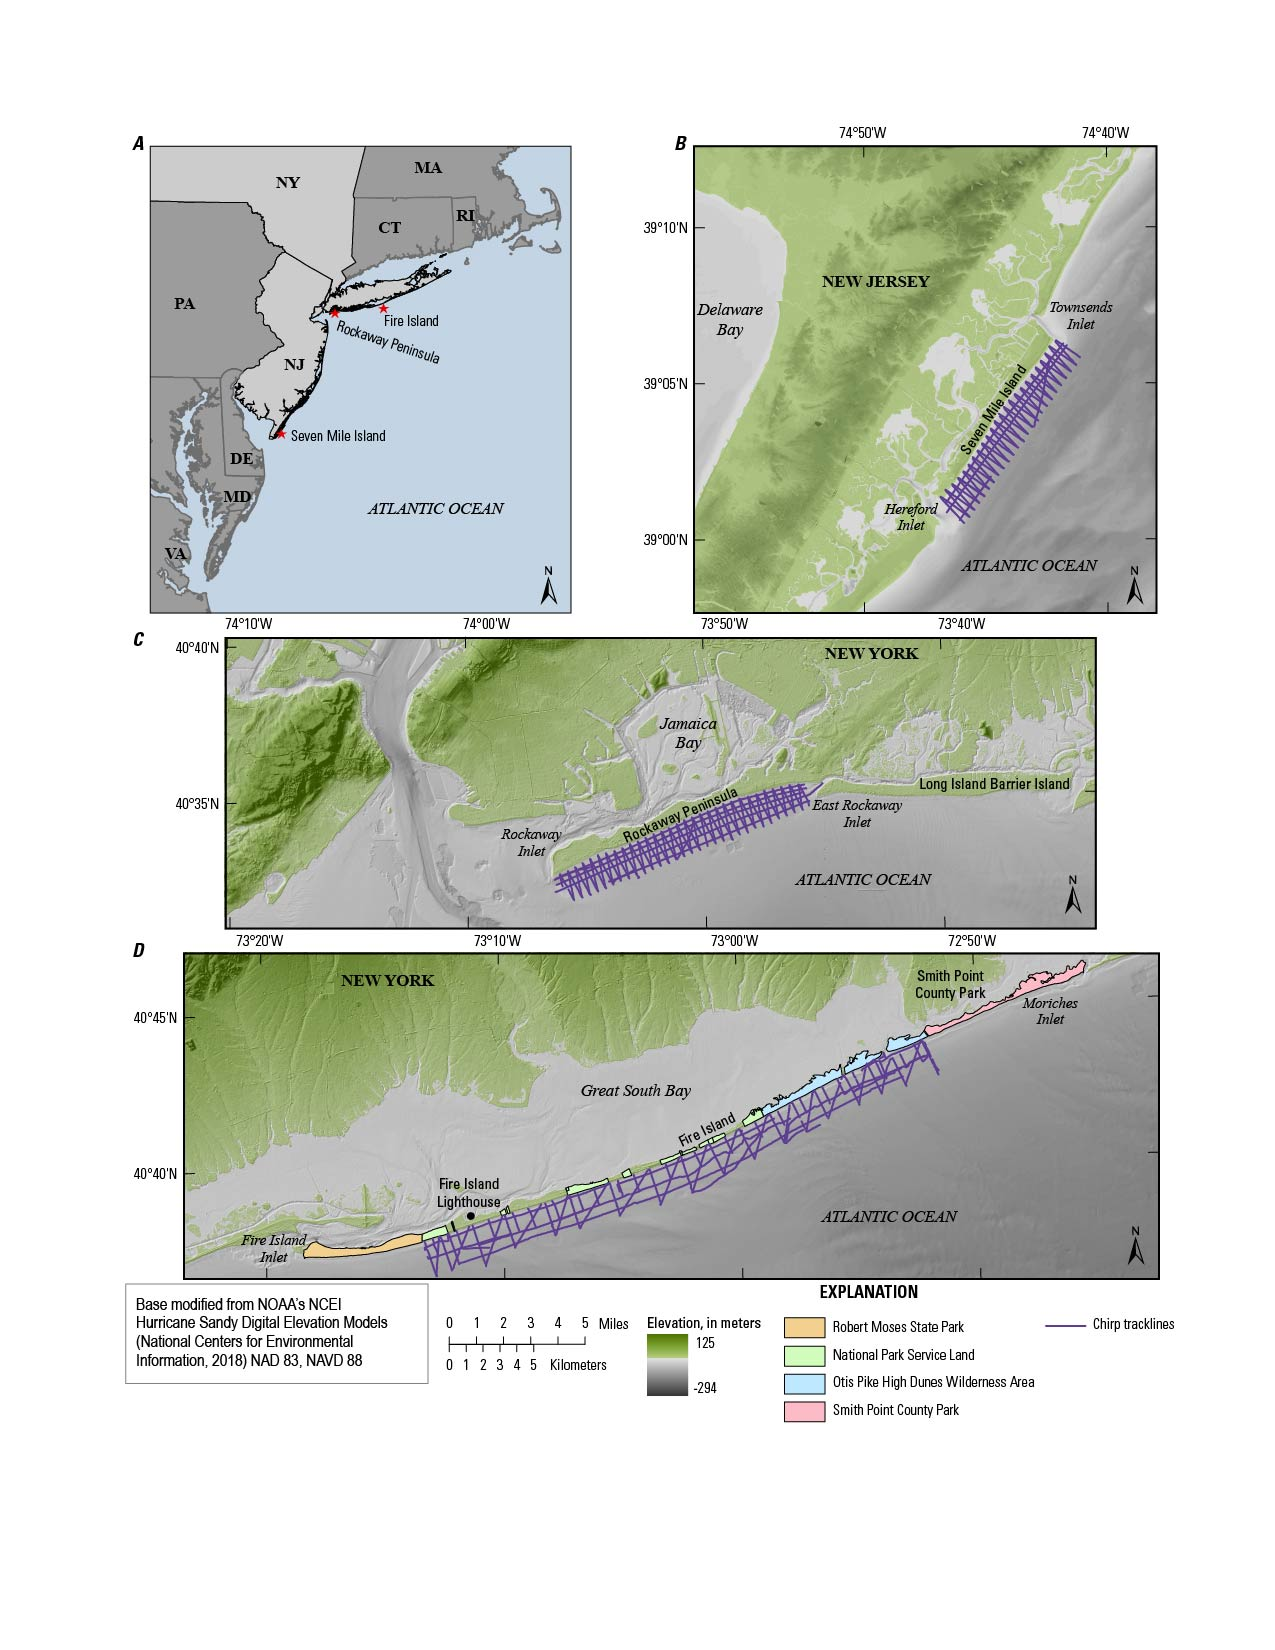 A
NY
MA
CT
RI
PA
Fire Island
Rockaway Peninsula
NJ
Seven Mile Island
DE
MD
ATLANTIC OCEAN
VA
N
B
74°50'W
74°40'W
39°10'N
NEW JERSEY
Delaware
Bay
Townsends
Inlet
39°05'N
Seven Mile Island
Hereford
Inlet
39°00'N
ATLANTIC OCEAN
N
C
74°10'W
74°00'W
73°50'W
73°40'W
40°40'N
NEW YORK
Jamaica
Bay
Long Island Barrier Island
40°35'N
Rockaway Peninsula
East Rockaway
Inlet
Rockaway
Inlet
ATLANTIC OCEAN
N
D
73°20'W
73°10'W
73°00'W
72°50'W
NEW YORK
Smith Point
County Park
Moriches
Inlet
40°45'N
Great South Bay
Fire Island
40°40'N
Fire Island
Lighthouse
ATLANTIC OCEAN
Fire Island
Inlet
N
Base modified from NOAA's NCEI
Hurricane Sandy Digital Elevation Models
(National Centers for Environmental
Information, 2018) NAD 83, NAVD 88
0 1 2 3 4 5 Miles
0 1 2 3 4 5 Kilometers
Elevation, in meters
125
-294
EXPLANATION
Robert Moses State Park
National Park Service Land
Otis Pike High Dunes Wilderness Area
Smith Point County Park
Chirp tracklines